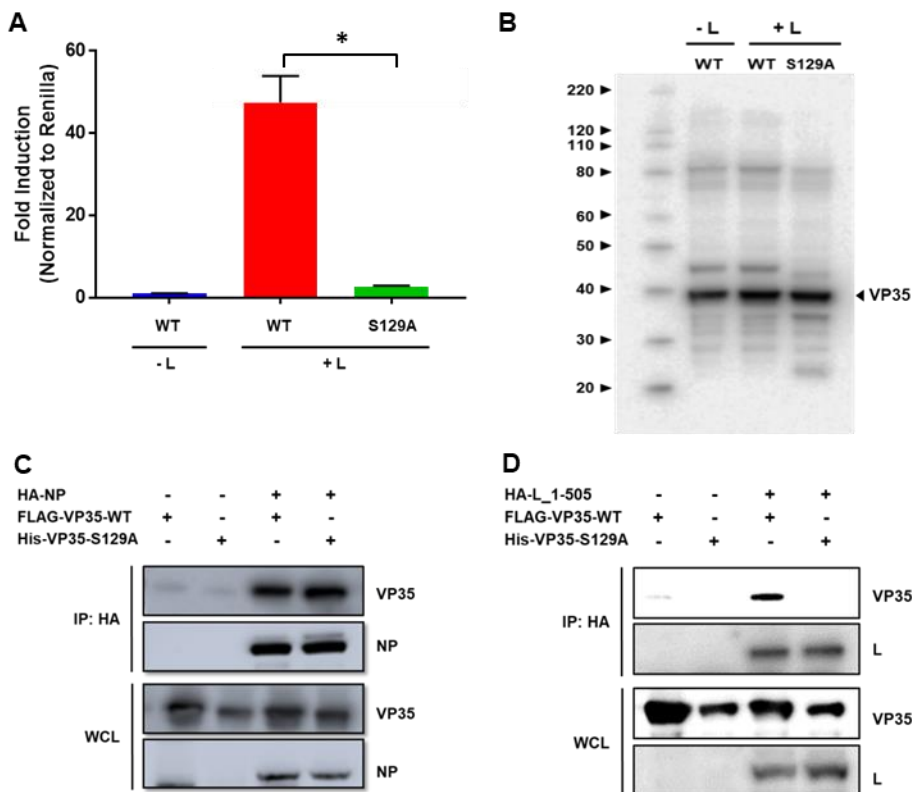 A
Fold Induction
(Normalized to Renilla)
60
40
20
0
*
WT
WT
S129A
- L
+ L
B
- L
+ L
WT
WT S129A
220
120
110
80
60
50
40
30
20
VP35
C
HA-NP - - + +
FLAG-VP35-WT + - + -
His-VP35-S129A - + - +
IP: HA
VP35
NP
WCL
VP35
NP
D
HA-L_1-505 - - + +
FLAG-VP35-WT + - + -
His-VP35-S129A - + - +
IP: HA
VP35
L
WCL
VP35
L